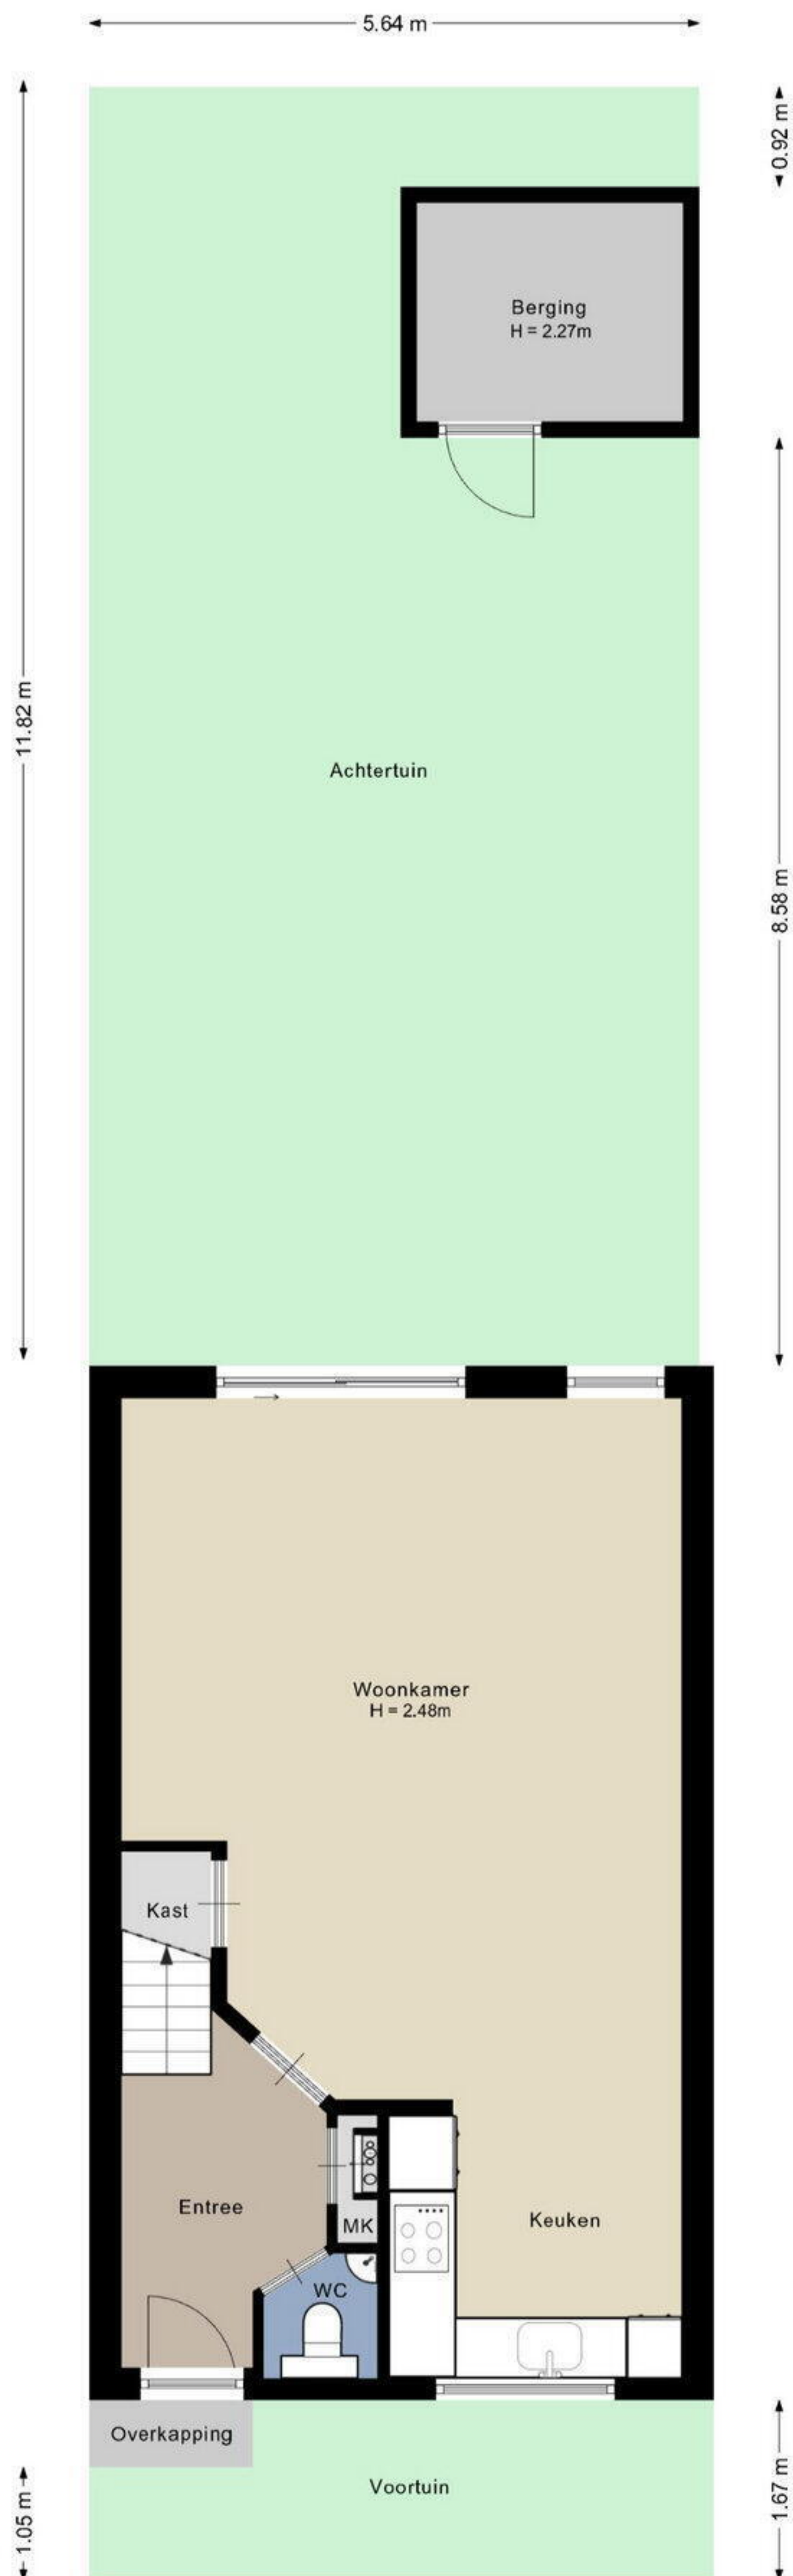 5.64 m
0.92 m
Berging
H = 2.27m
11.82 m
Achtertuin
8.58 m
Woonkamer
H = 2.48m
Kast
Entree
MK
Keuken
WC
Overkapping
Voortuin
1.05 m
1.67 m